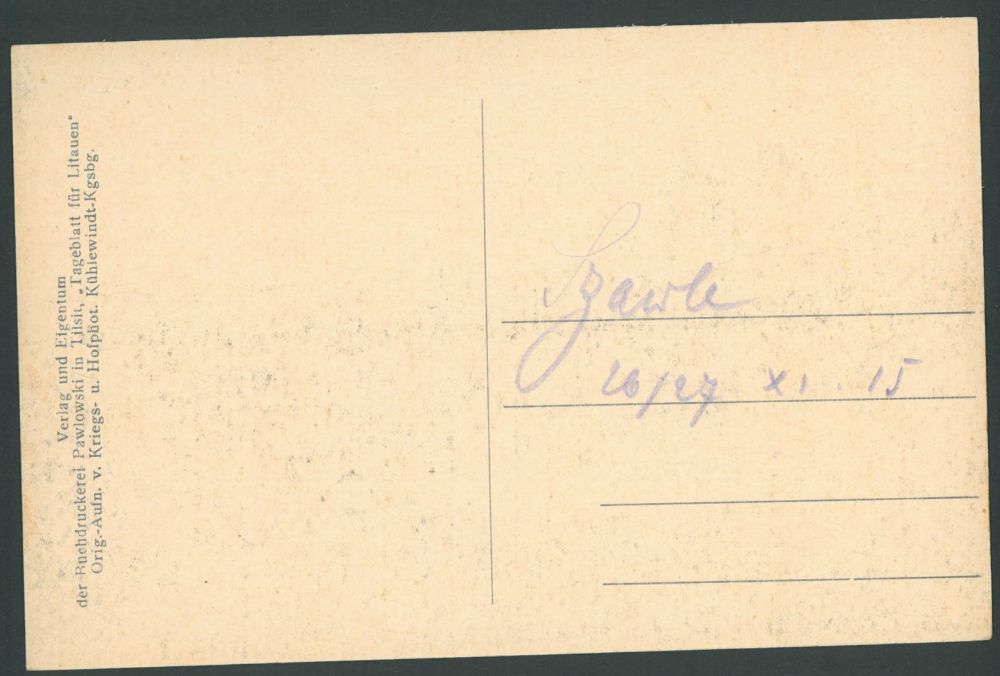 Verlag und Eigentum
der Buchdruckerei Pawlowski in Tilsit, „Tageblatt für Litauen"
Orig.-Aufn. v. Kriegs- u. Hofphot. Kühlewindt-Kgsbg.
Szawle
26/27 XI. 15